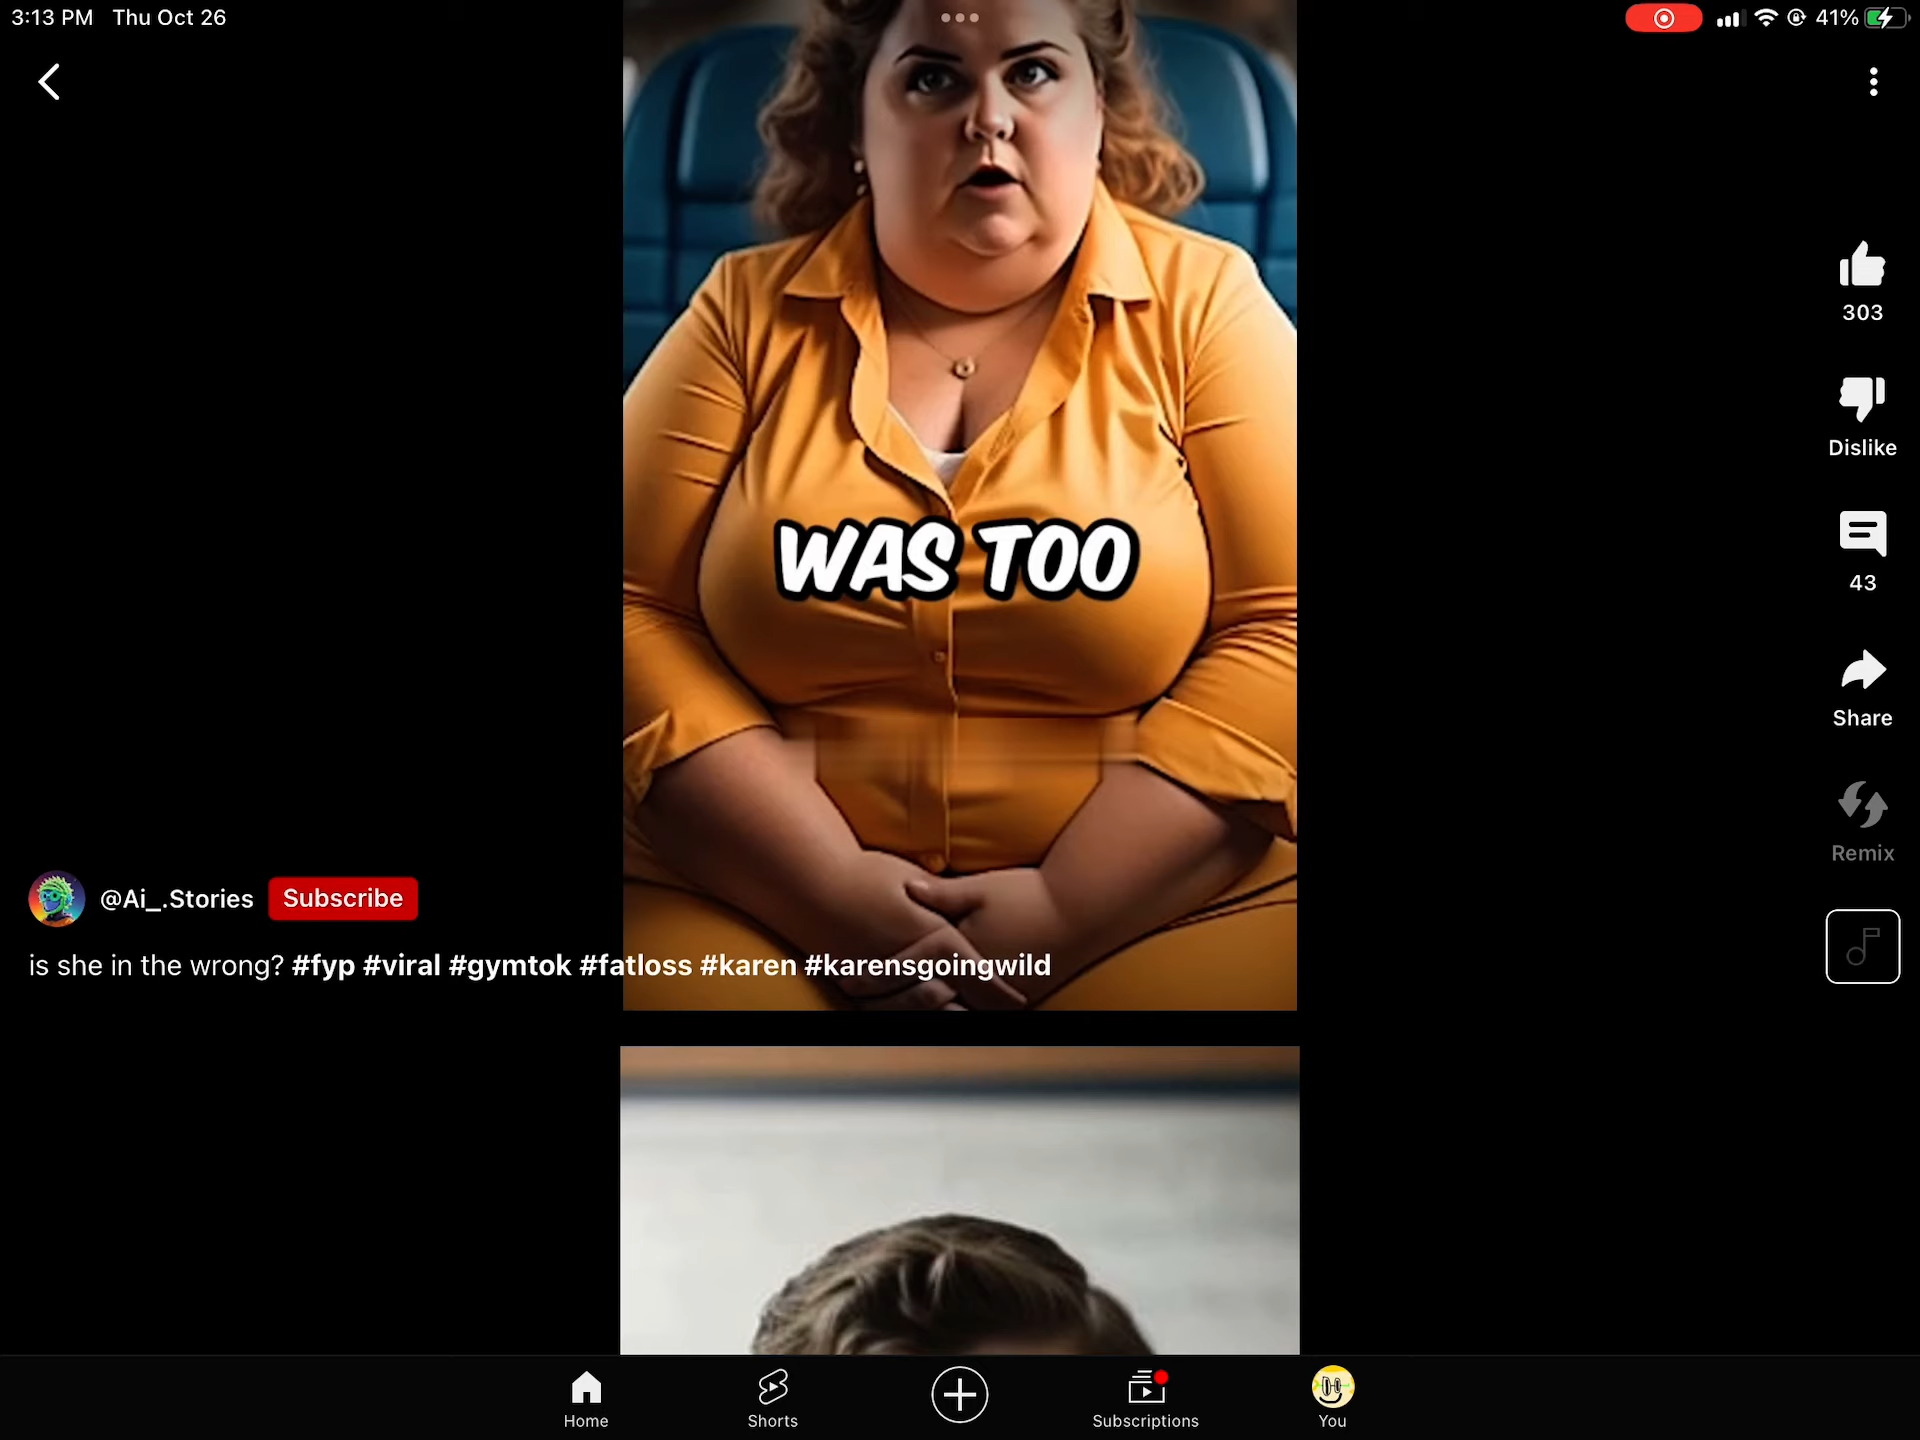 3:13 PM Thu Oct 26
41%
WAS TOO
303
Dislike
43
Share
Remix
@Ai_.Stories Subscribe
is she in the wrong? #fyp #viral #gymtok #fatloss #karen #karensgoingwild
Home Shorts Subscriptions You